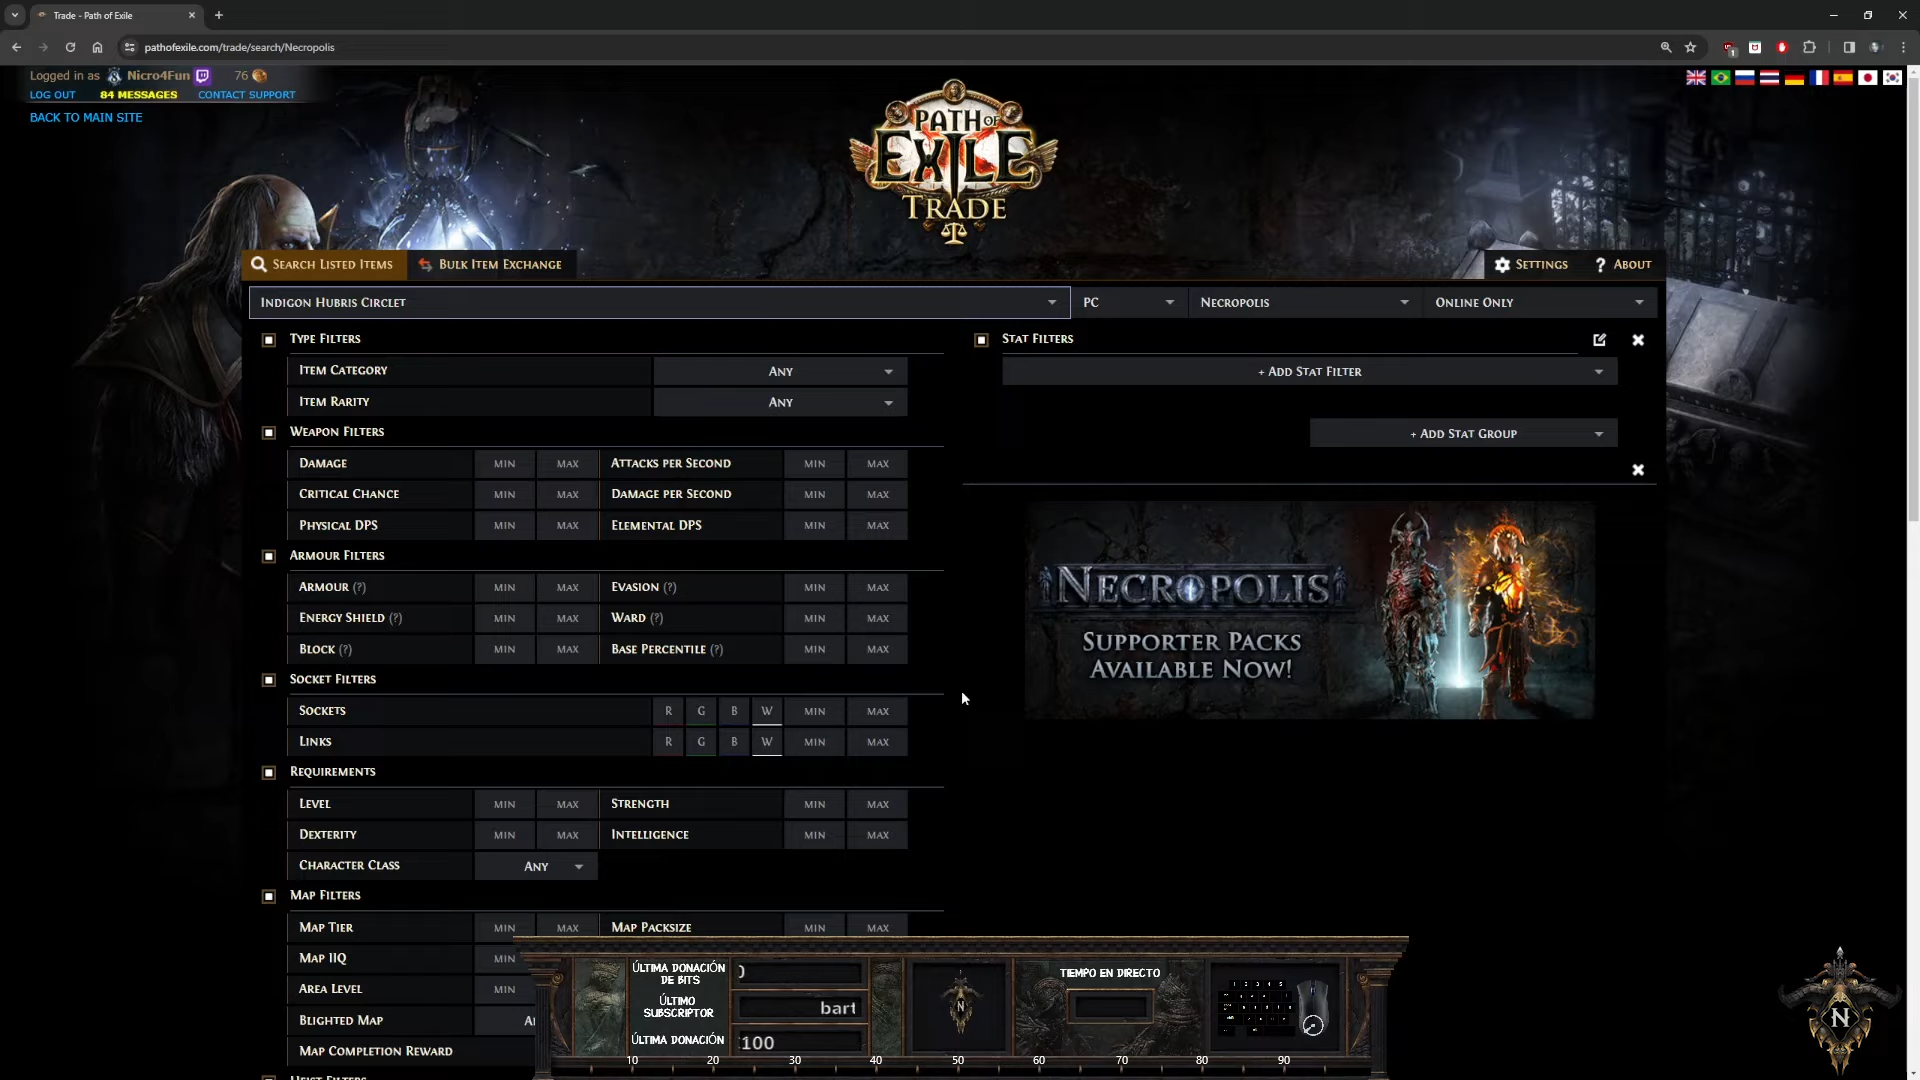 Trade - Path of Exile
pathofexile.com/trade/search/Necropolis
Logged in as Nicro4Fun 76
LOG OUT 84 MESSAGES CONTACT SUPPORT
BACK TO MAIN SITE
PATH OF
EXILE
TRADE
SEARCH LISTED ITEMS BULK ITEM EXCHANGE SETTINGS ? ABOUT
INDIGON HUBRIS CIRCLET PC NECROPOLIS ONLINE ONLY
TYPE FILTERS STAT FILTERS
ITEM CATEGORY ANY + ADD STAT FILTER
ITEM RARITY ANY
WEAPON FILTERS + ADD STAT GROUP
DAMAGE MIN MAX ATTACKS PER SECOND MIN MAX
CRITICAL CHANCE MIN MAX DAMAGE PER SECOND MIN MAX
PHYSICAL DPS MIN MAX ELEMENTAL DPS MIN MAX
ARMOUR FILTERS
ARMOUR (?) MIN MAX EVASION (?) MIN MAX
ENERGY SHIELD (?) MIN MAX WARD (?) MIN MAX
BLOCK (?) MIN MAX BASE PERCENTILE (?) MIN MAX
NECROPOLIS
SUPPORTER PACKS
AVAILABLE NOW!
SOCKET FILTERS
SOCKETS R G B W MIN MAX
LINKS R G B W MIN MAX
REQUIREMENTS
LEVEL MIN MAX STRENGTH MIN MAX
DEXTERITY MIN MAX INTELLIGENCE MIN MAX
CHARACTER CLASS ANY
MAP FILTERS
MAP TIER MIN MAX MAP PACKSIZE MIN MAX
MAP IIQ MIN
AREA LEVEL MIN
BLIGHTED MAP
MAP COMPLETION REWARD
HEIST FILTERS
ÚLTIMA DONACIÓN
DE BITS
ÚLTIMO
SUBSCRIPTOR bart
ÚLTIMA DONACIÓN 100
N
TIEMPO EN DIRECTO
10 20 30 40 50 60 70 80 90
N